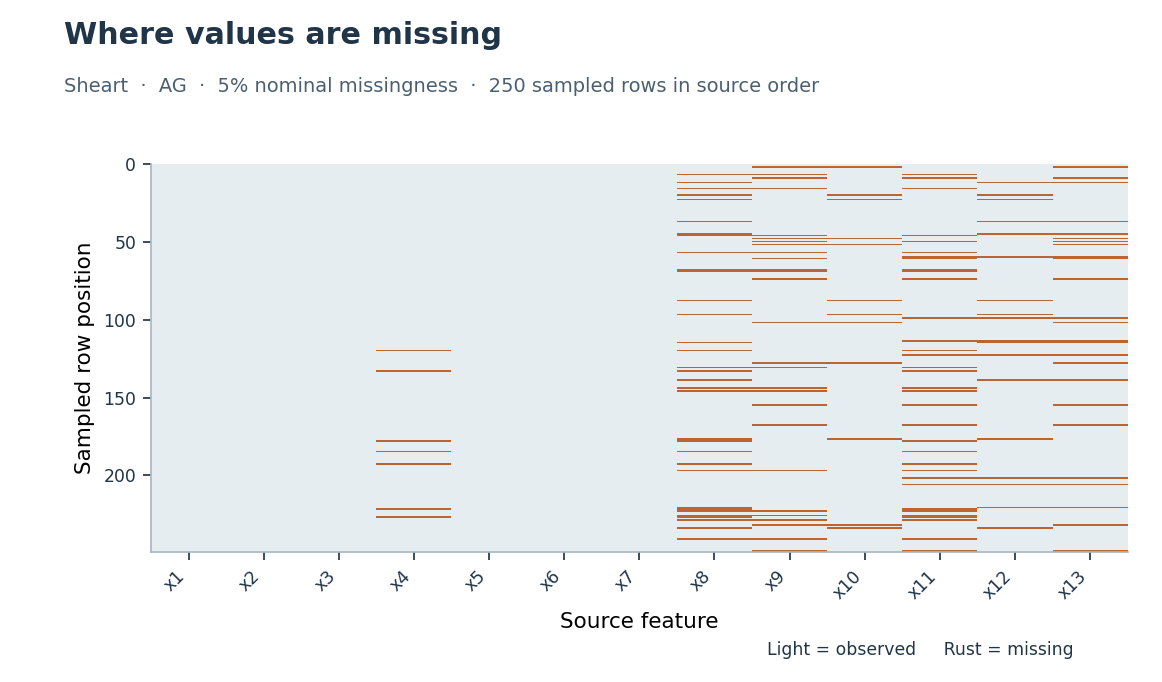 Where values are missing
Sheart · AG · 5% nominal missingness · 250 sampled rows in source order
0
50
100
150
200
Sampled row position
x1 x2 x3 x4 x5 x6 x7 x8 x9 x10 x11 x12 x13
Source feature
Light = observed Rust = missing